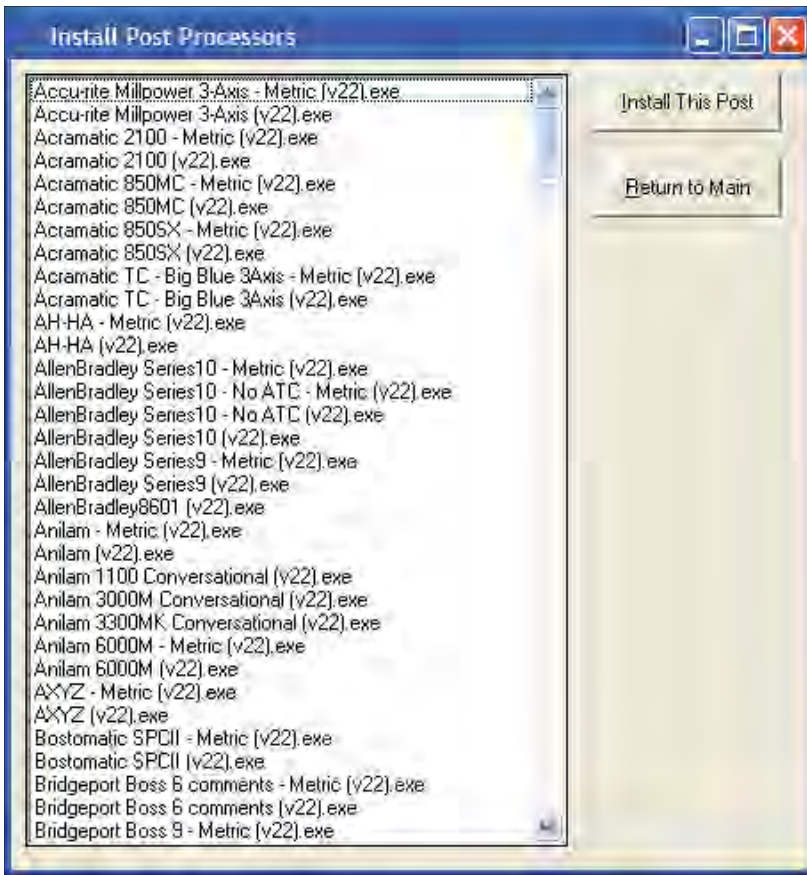 Install Post Processors
Accu-rite Millpower 3-Axis - Metric (v22).exe
Accu-rite Millpower 3-Axis (v22).exe
Acramatic 2100 - Metric (v22).exe
Acramatic 2100 (v22).exe
Acramatic 850MC - Metric (v22).exe
Acramatic 850MC (v22).exe
Acramatic 850SX - Metric (v22).exe
Acramatic 850SX (v22).exe
Acramatic TC - Big Blue 3Axis - Metric (v22).exe
Acramatic TC - Big Blue 3Axis (v22).exe
AH-HA - Metric (v22).exe
AH-HA (v22).exe
AllenBradley Series10 - Metric (v22).exe
AllenBradley Series10 - No ATC - Metric (v22).exe
AllenBradley Series10 - No ATC (v22).exe
AllenBradley Series10 (v22).exe
AllenBradley Series9 - Metric (v22).exe
AllenBradley Series9 (v22).exe
AllenBradley8601 (v22).exe
Anilam - Metric (v22).exe
Anilam (v22).exe
Anilam 1100 Conversational (v22).exe
Anilam 3000M Conversational (v22).exe
Anilam 3300MK Conversational (v22).exe
Anilam 6000M - Metric (v22).exe
Anilam 6000M (v22).exe
AXYZ - Metric (v22).exe
AXYZ (v22).exe
Bostomatic SPCII - Metric (v22).exe
Bostomatic SPCII (v22).exe
Bridgeport Boss 6 comments - Metric (v22).exe
Bridgeport Boss 6 comments (v22).exe
Bridgeport Boss 9 - Metric (v22).exe
Install This Post
Return to Main